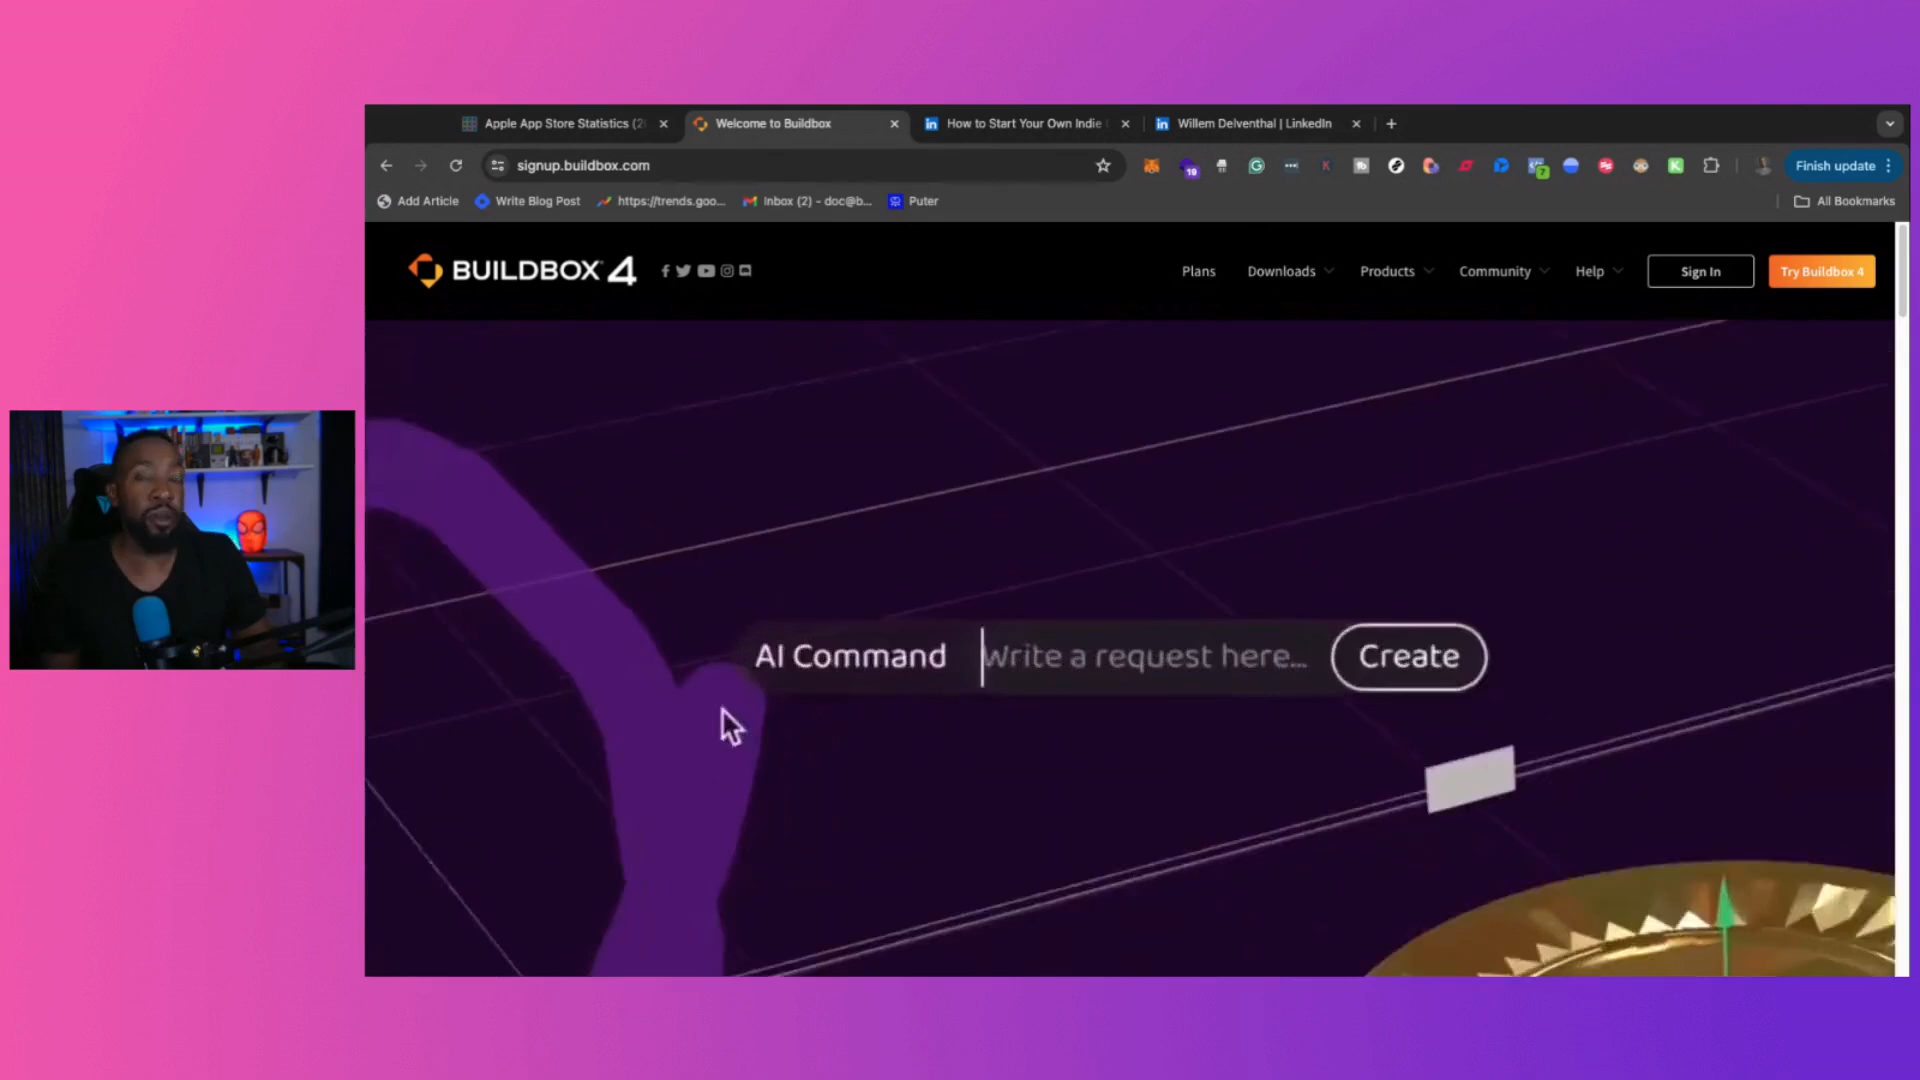 Apple App Store Statistics (2
Welcome to Buildbox
How to Start Your Own Indie
Willem Delventhal | LinkedIn
signup.buildbox.com
19
7
Finish update
Add Article
Write Blog Post
https://trends.goo...
Inbox (2) - doc@b...
Puter
All Bookmarks
BUILDBOX 4
Plans
Downloads
Products
Community
Help
Sign In
Try Buildbox 4
AI Command
Write a request here...
Create